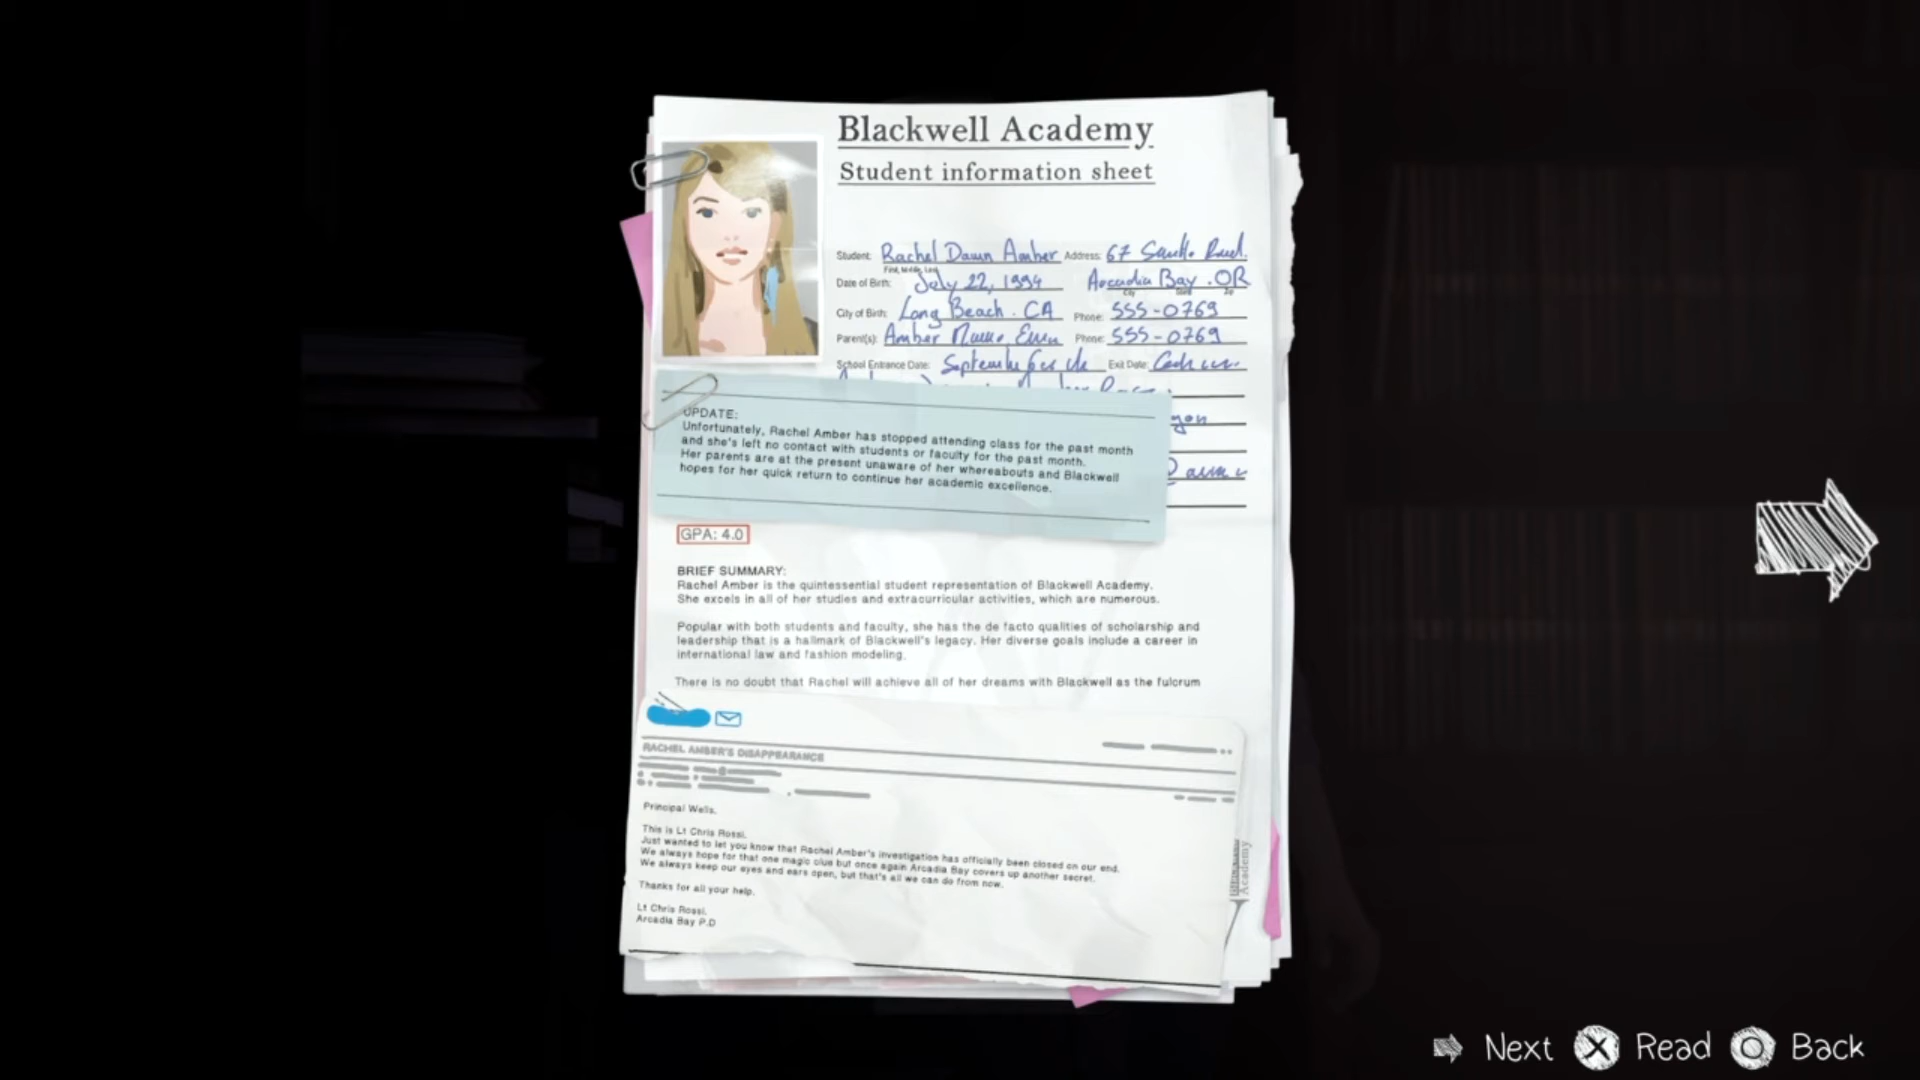 Blackwell Academy
Student information sheet
Student: Rachel Dawn Amber Address: 67
First, Middle, Last
Date of Birth: July 22, 1994 Arcadia Bay . OR
City State Zip
City of Birth: Long Beach . CA Phone: 555-0769
Parent(s): Amber Phone: 555-0769
School Entrance Date: Exit Date:
UPDATE:
Unfortunately, Rachel Amber has stopped attending class for the past month
and she's left no contact with students or faculty for the past month.
Her parents are at the present unaware of her whereabouts and Blackwell
hopes for her quick return to continue her academic excellence.
GPA: 4.0
BRIEF SUMMARY:
Rachel Amber is the quintessential student representation of Blackwell Academy.
She excels in all of her studies and extracurricular activities, which are numerous.
Popular with both students and faculty, she has the de facto qualities of scholarship and
leadership that is a hallmark of Blackwell's legacy. Her diverse goals include a career in
international law and fashion modeling.
There is no doubt that Rachel will achieve all of her dreams with Blackwell as the fulcrum
RACHEL AMBER'S DISAPPEARANCE
Principal Wells,
This is Lt Chris Rossi.
Just wanted to let you know that Rachel Amber's investigation has officially been closed on our end.
We always hope for that one magic clue but once again Arcadia Bay covers up another secret.
We always keep our eyes and ears open, but that's all we can do from now.
Thanks for all your help.
Lt Chris Rossi.
Arcadia Bay P.D
Academy
Next X Read Back